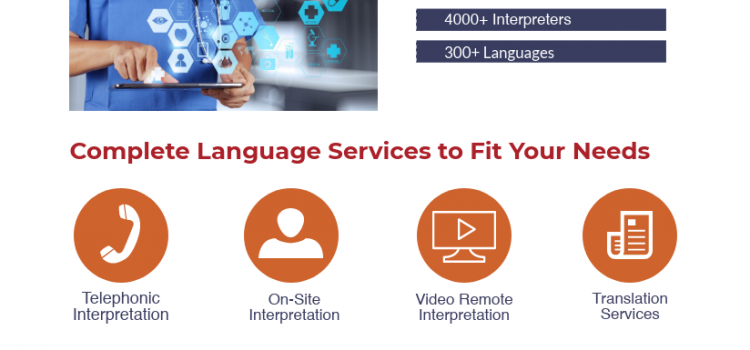 4000+ Interpreters
300+ Languages
Complete Language Services to Fit Your Needs
Telephonic
Interpretation
On-Site
Interpretation
Video Remote
Interpretation
Translation
Services